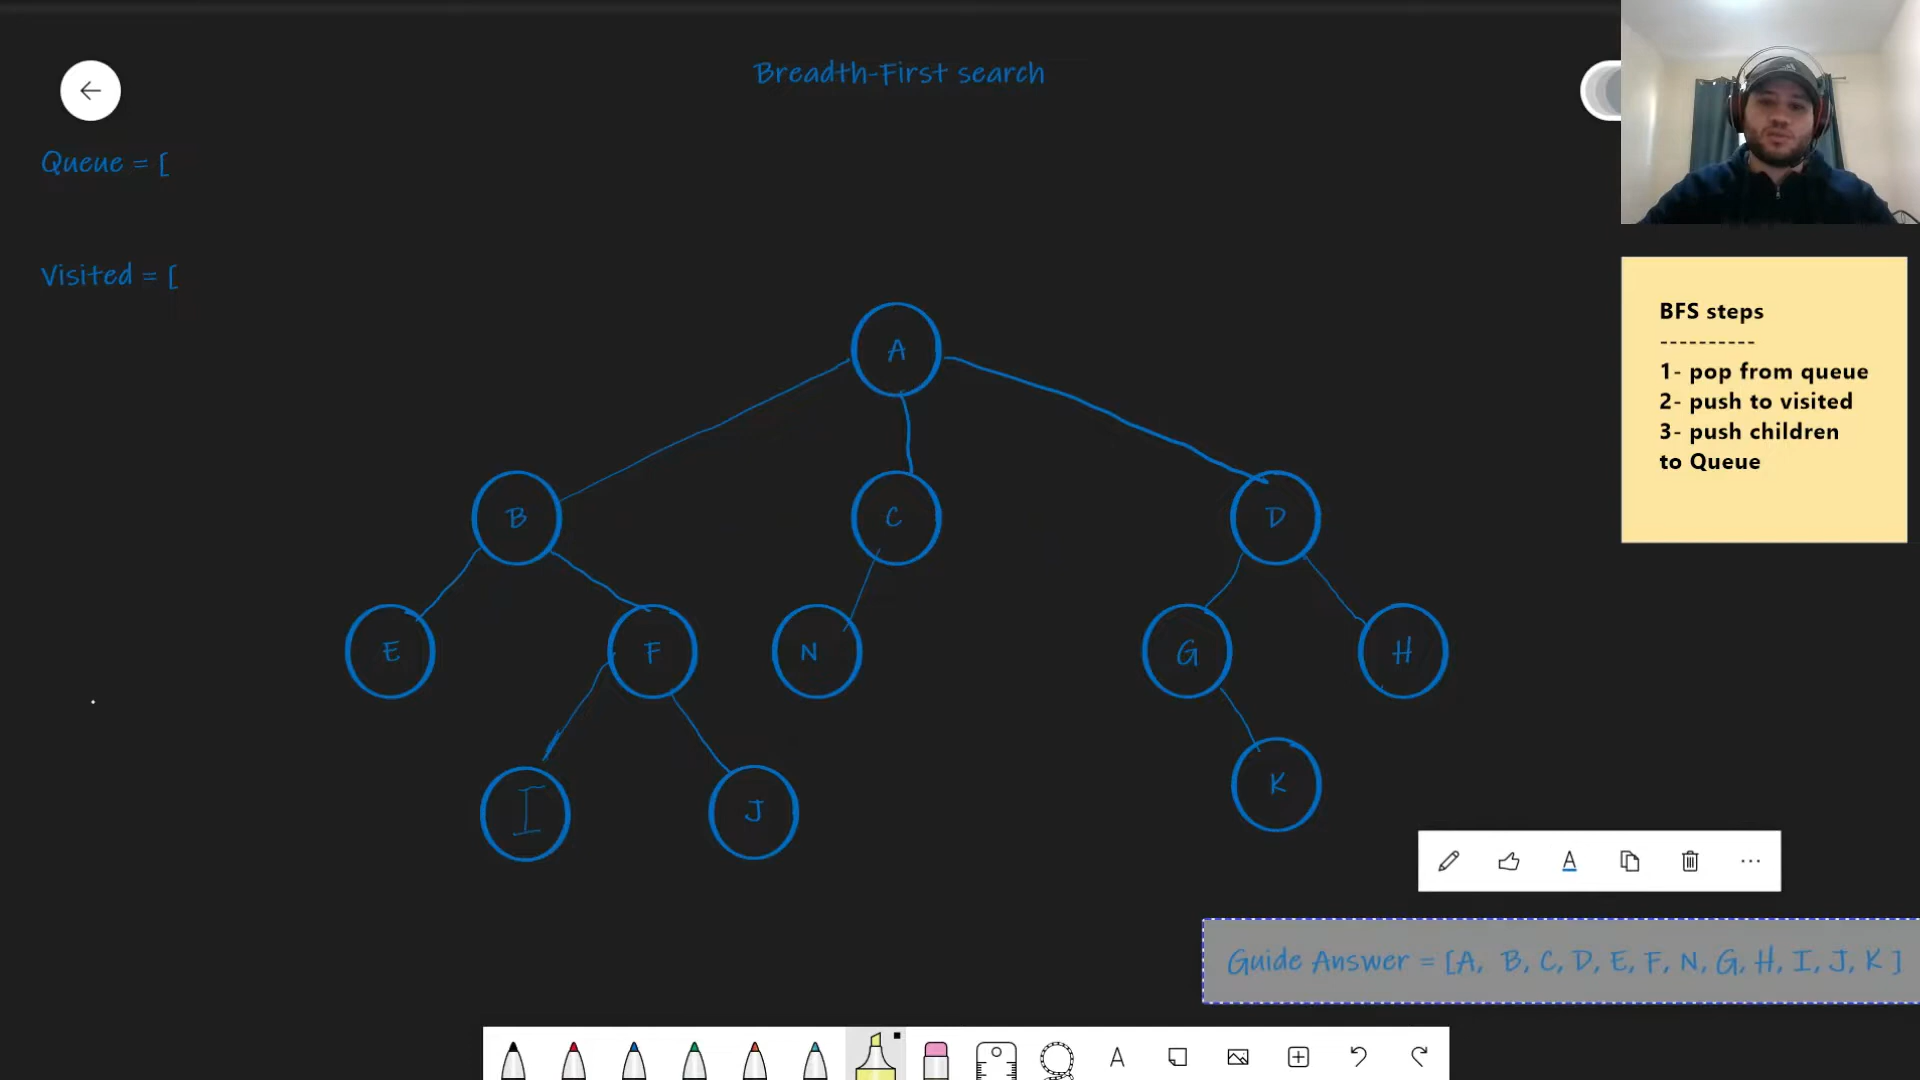 Breadth-First search
Queue = [
Visited = [
A
B
C
D
E
F
N
G
H
I
J
K
BFS steps
----------
1- pop from queue
2- push to visited
3- push children
to Queue
Guide Answer = [A, B, C, D, E, F, N, G, H, I, J, K ]